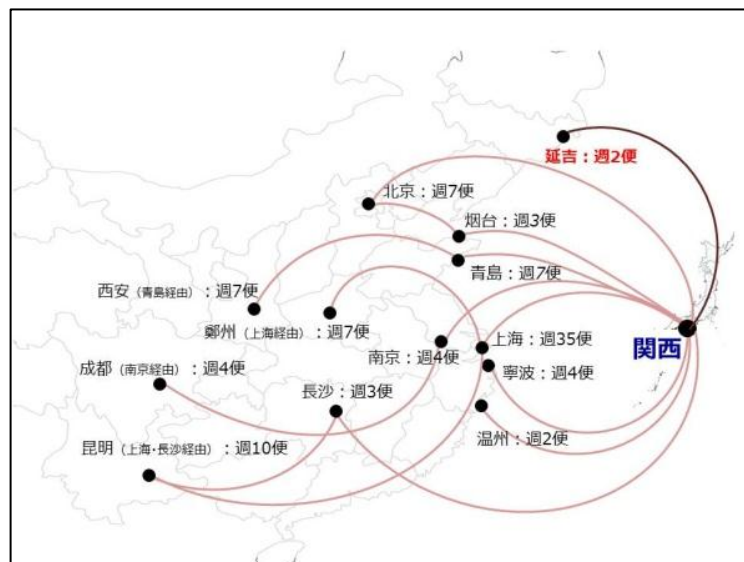 延吉：週2便
北京：週7便
烟台：週3便
青島：週7便
西安（青島経由）：週7便
鄭州（上海経由）：週7便
上海：週35便
関西
南京：週4便
成都（南京経由）：週4便
寧波：週4便
長沙：週3便
温州：週2便
昆明（上海・長沙経由）：週10便